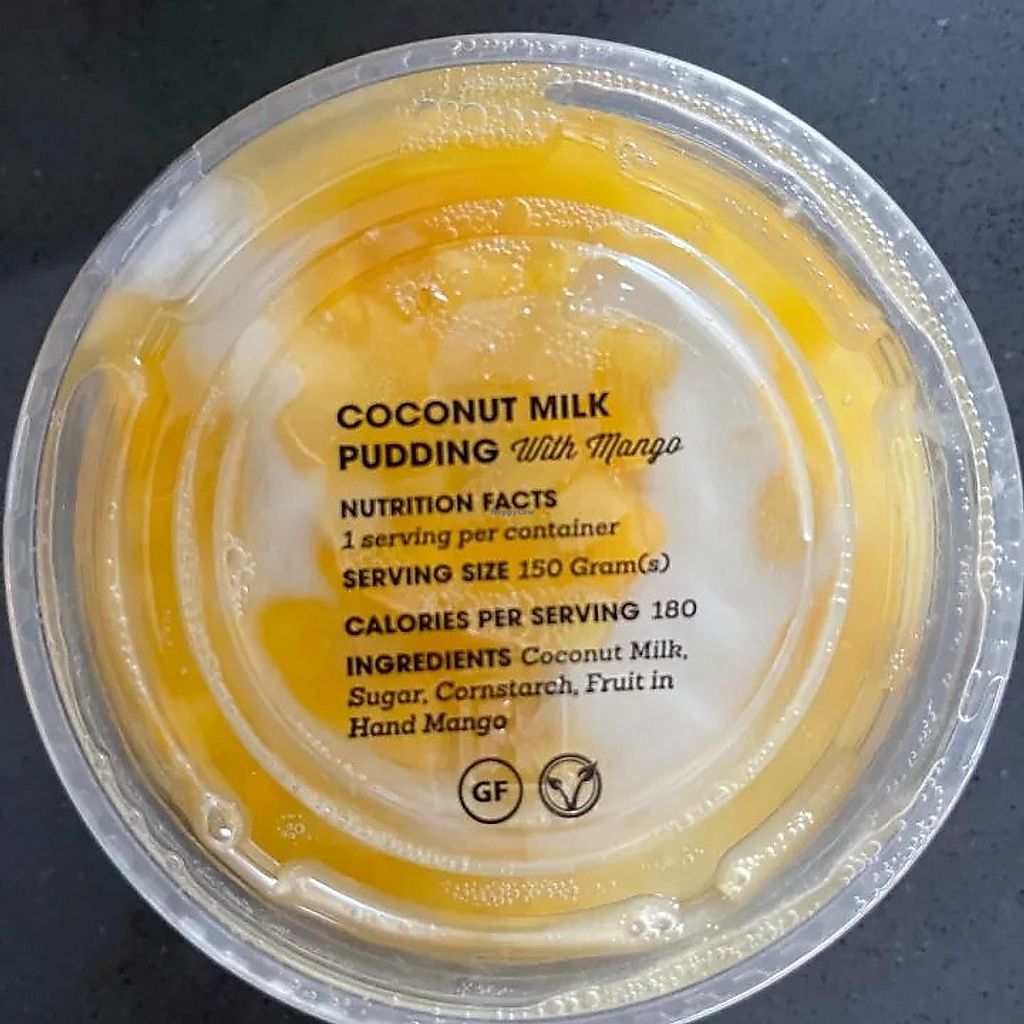 COCONUT MILK
PUDDING With Mango
NUTRITION FACTS
HappyCow
1 serving per container
SERVING SIZE 150 Gram(s)
CALORIES PER SERVING 180
INGREDIENTS Coconut Milk,
Sugar, Cornstarch, Fruit in
Hand Mango
GF